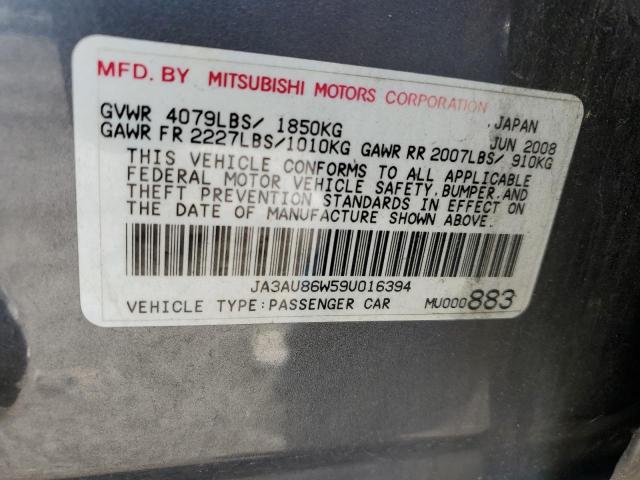 MFD. BY MITSUBISHI MOTORS CORPORATION
GVWR 4079LBS/ 1850KG JAPAN
GAWR FR 2227LBS/1010KG GAWR RR 2007LBS/ 910KG JUN 2008
THIS VEHICLE CONFORMS TO ALL APPLICABLE
FEDERAL MOTOR VEHICLE SAFETY, BUMPER, AND
THEFT PREVENTION STANDARDS IN EFFECT ON
THE DATE OF MANUFACTURE SHOWN ABOVE.
JA3AU86W59U016394
VEHICLE TYPE: PASSENGER CAR MU000883